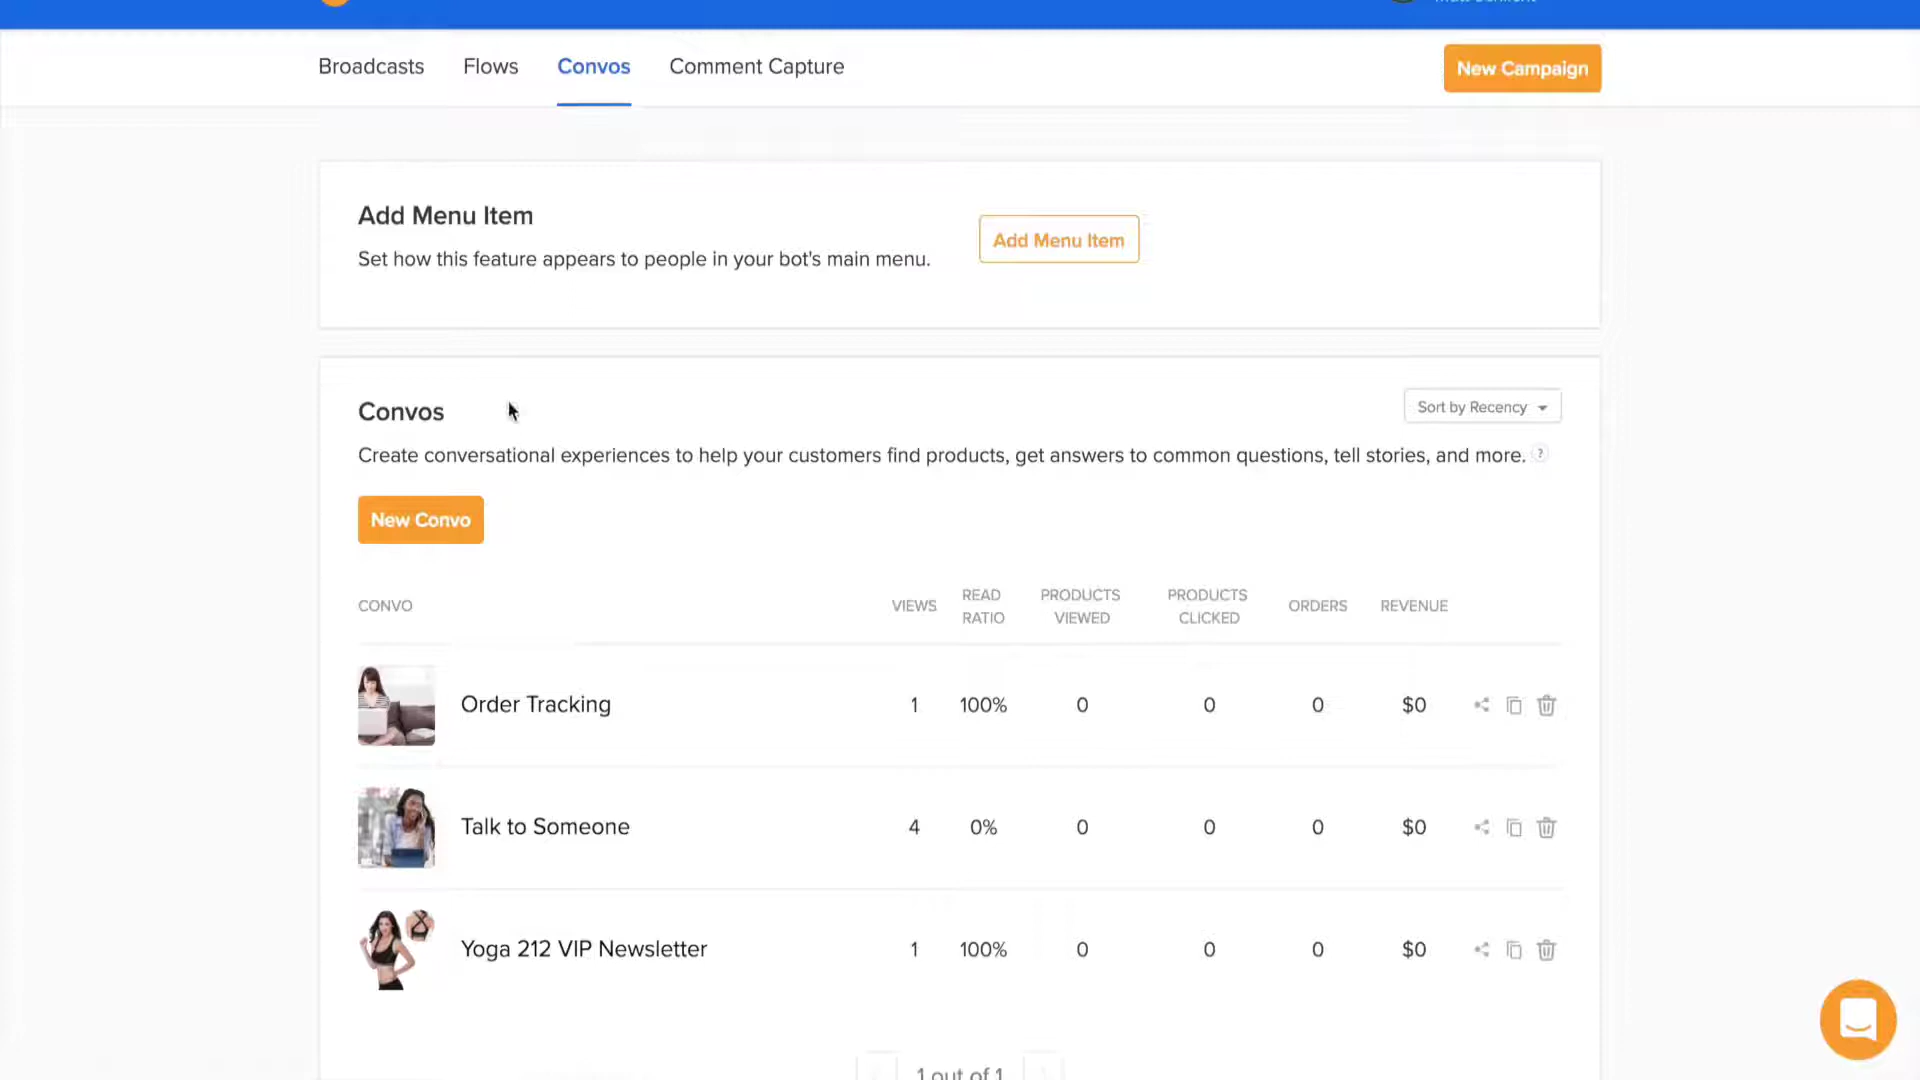 Broadcasts Flows Convos Comment Capture New Campaign
Add Menu Item
Set how this feature appears to people in your bot's main menu.
Add Menu Item
Convos
Sort by Recency
Create conversational experiences to help your customers find products, get answers to common questions, tell stories, and more. ?
New Convo
CONVO VIEWS READ RATIO PRODUCTS VIEWED PRODUCTS CLICKED ORDERS REVENUE
Order Tracking 1 100% 0 0 0 $0
Talk to Someone 4 0% 0 0 0 $0
Yoga 212 VIP Newsletter 1 100% 0 0 0 $0
1 out of 1